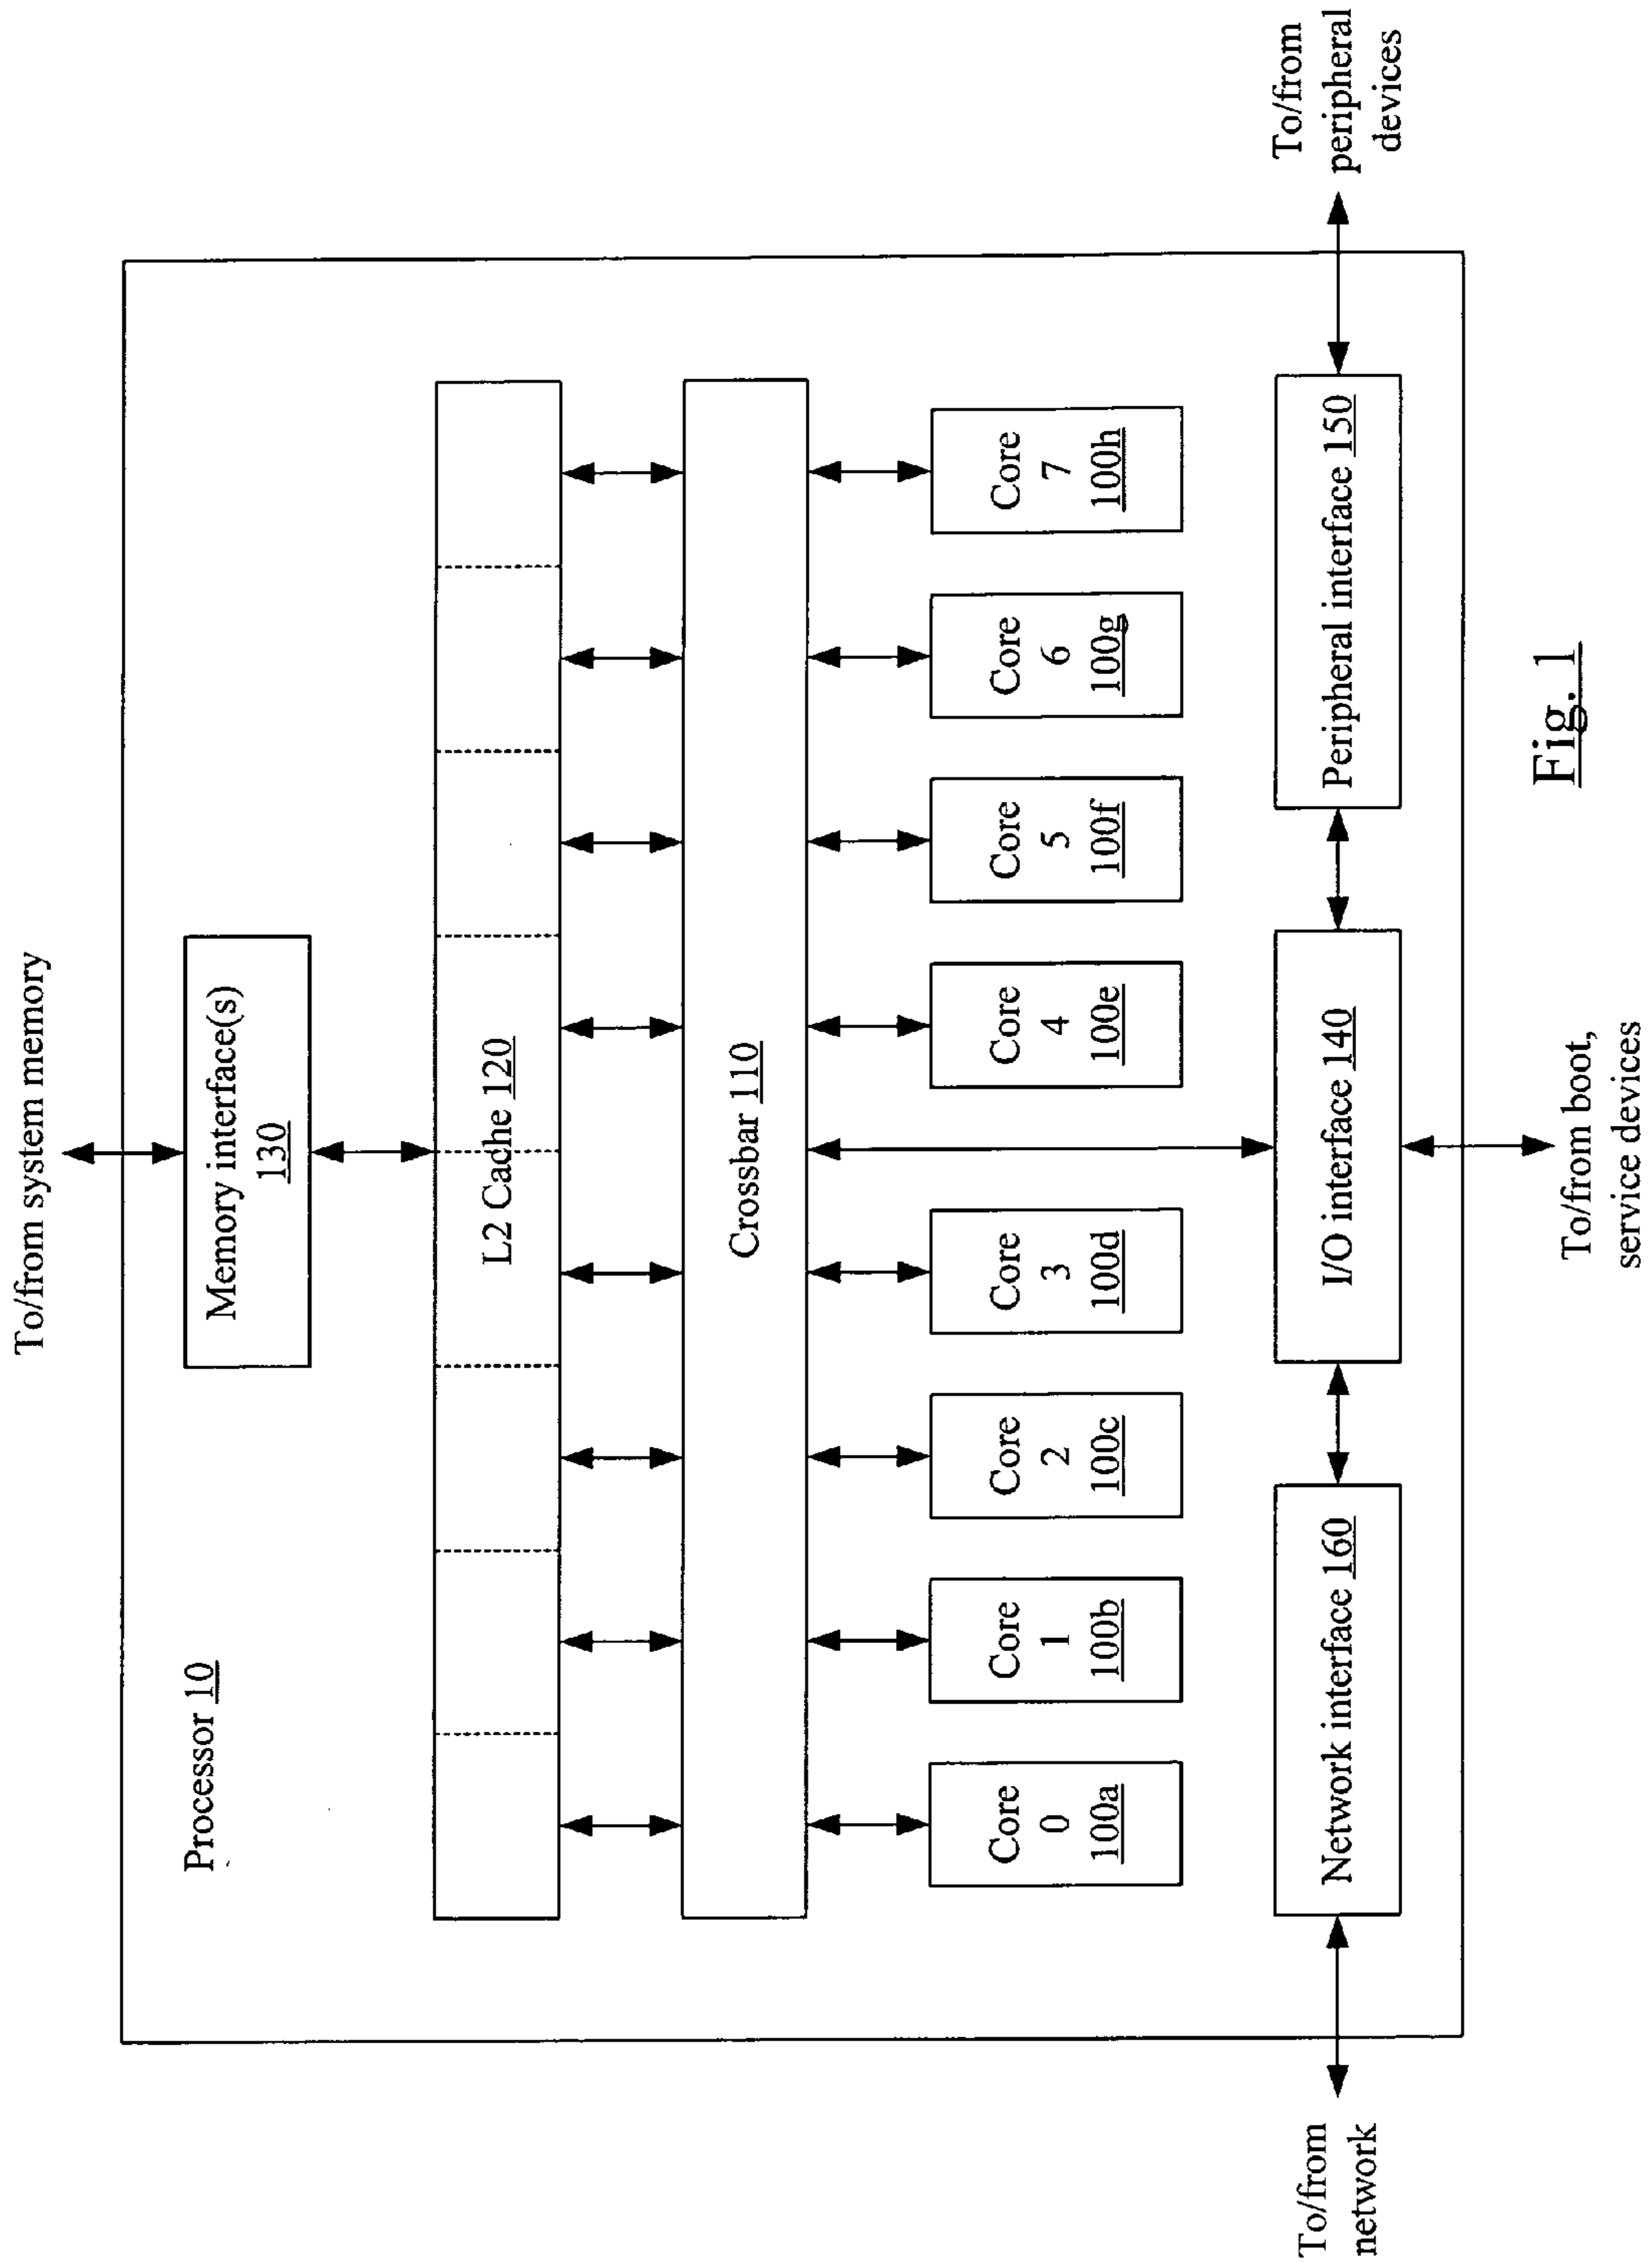 To/from system memory
Processor 10
Memory interface(s)
130
L2 Cache 120
Crossbar 110
Core
0
100a
Core
1
100b
Core
2
100c
Core
3
100d
Core
4
100e
Core
5
100f
Core
6
100g
Core
7
100h
To/from
network
Network interface 160
I/O interface 140
Peripheral interface 150
To/from
peripheral
devices
To/from boot,
service devices
Fig. 1